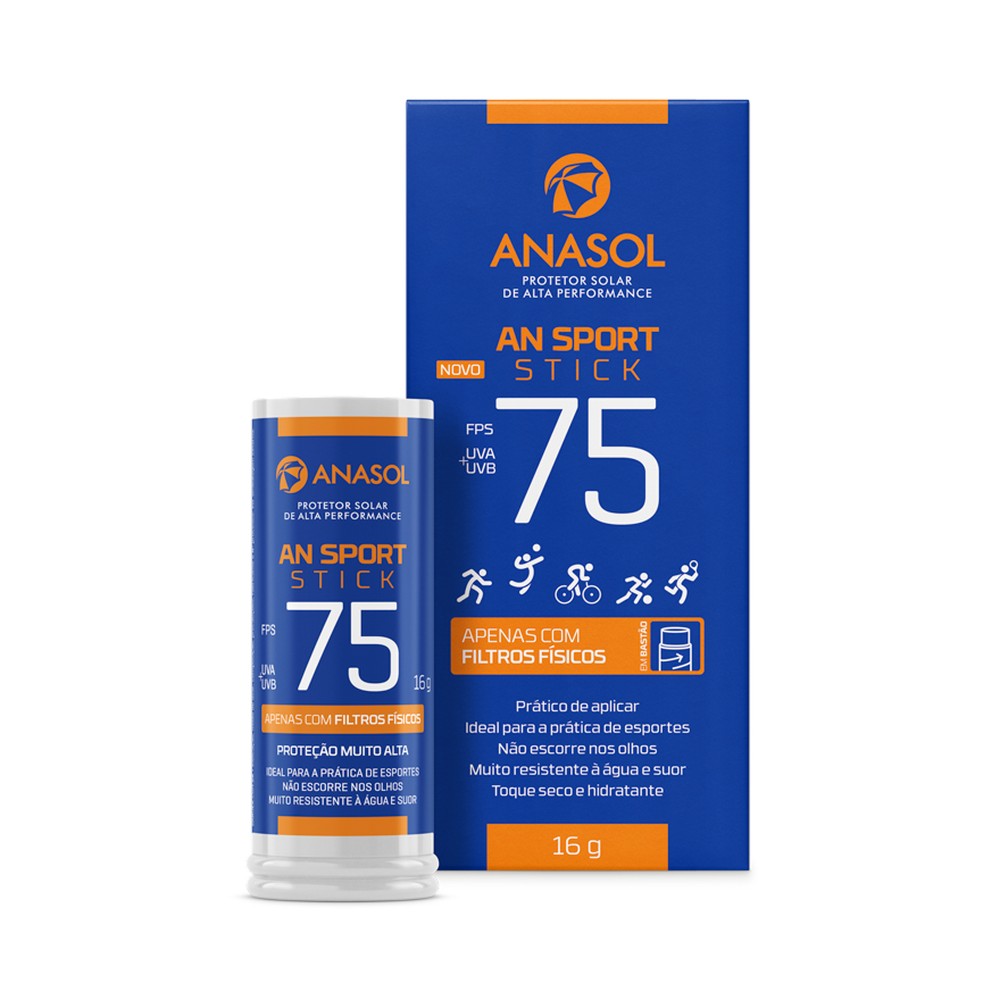 ANASOL
PROTETOR SOLAR
DE ALTA PERFORMANCE
AN SPORT
STICK
NOVO
75
FPS
+UVA
UVB
APENAS COM
FILTROS FÍSICOS
EM BASTÃO
Prático de aplicar
Ideal para a prática de esportes
Não escorre nos olhos
Muito resistente à água e suor
Toque seco e hidratante
16 g
ANASOL
PROTETOR SOLAR
DE ALTA PERFORMANCE
AN SPORT
STICK
FPS
75
+UVA
UVB
16g
APENAS COM FILTROS FÍSICOS
PROTEÇÃO MUITO ALTA
IDEAL PARA A PRÁTICA DE ESPORTES
NÃO ESCORRE NOS OLHOS
MUITO RESISTENTE À ÁGUA E SUOR